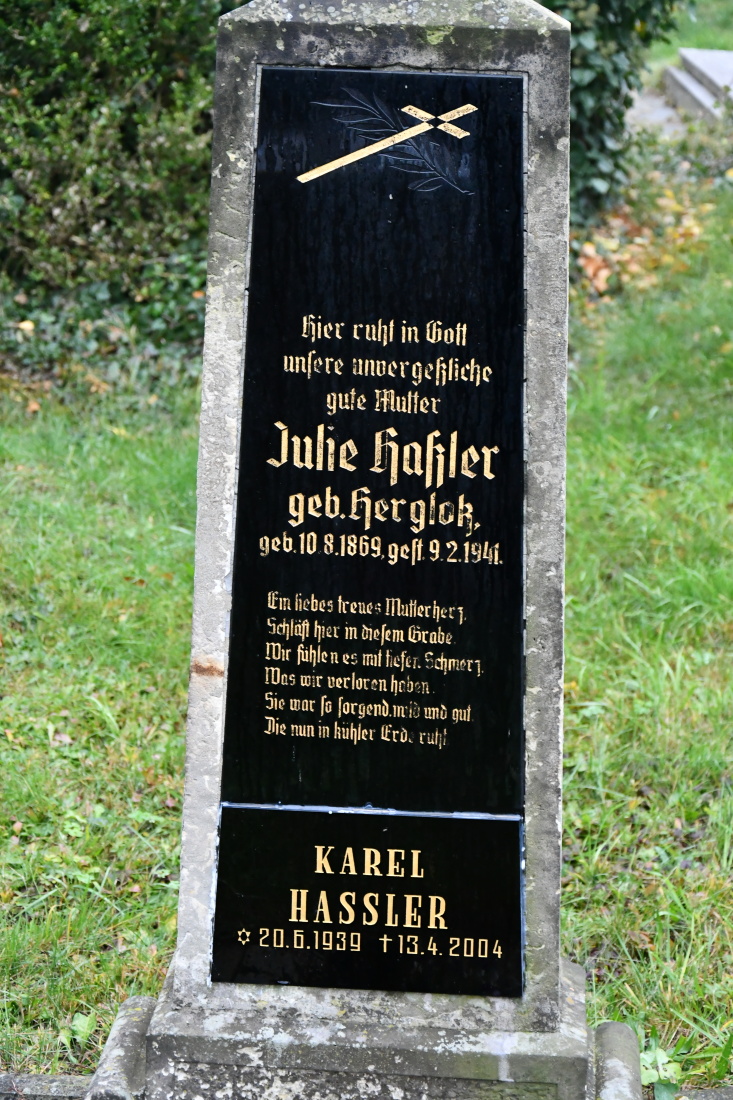 Hier ruht in Gott
unsere unvergeßliche
gute Mutter
Julie Haßler
geb. Herglotz,
geb. 10.8.1869, gest. 9.2.1941.
Ein liebes treues Mutterherz,
Schläft hier in diesem Grabe.
Wir fühlen es mit tiefen Schmerz,
Was wir verloren haben.
Sie war so sorgend, mild und gut.
Die nun in kühler Erde ruht.
KAREL
HASSLER
✡ 20.6.1939 ✝ 13.4.2004